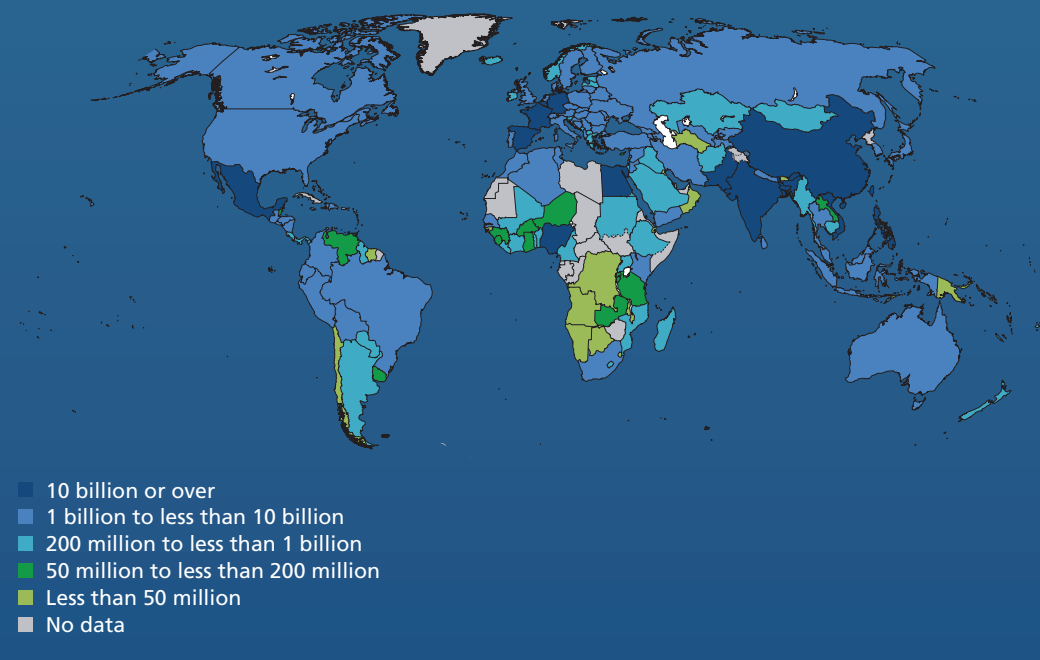 10 billion or over
1 billion to less than 10 billion
200 million to less than 1 billion
50 million to less than 200 million
Less than 50 million
No data